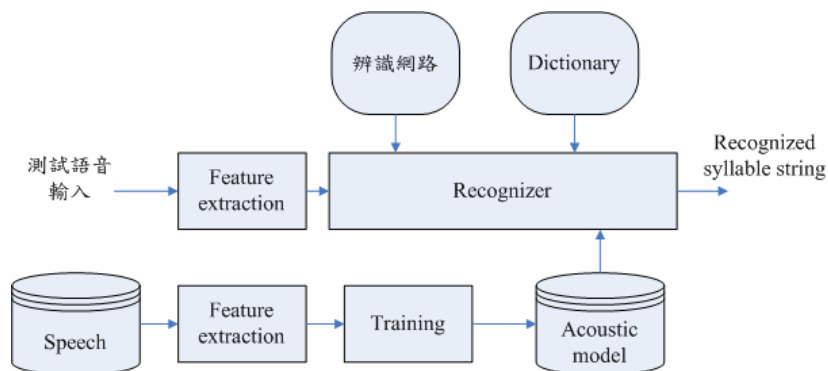 辨識網路
Dictionary
測試語音
輸入
Feature
extraction
Recognizer
Recognized
syllable string
Speech
Feature
extraction
Training
Acoustic
model